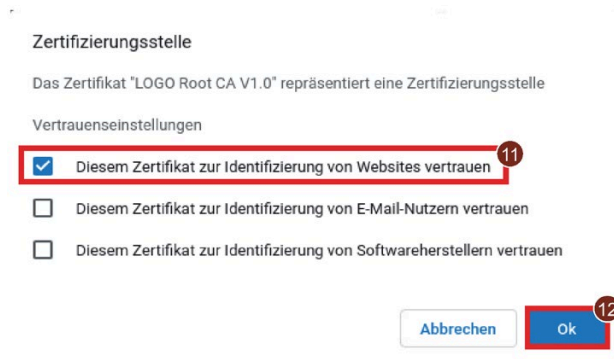 Zertifizierungsstelle
Das Zertifikat "LOGO Root CA V1.0" repräsentiert eine Zertifizierungsstelle
Vertrauenseinstellungen
11
Diesem Zertifikat zur Identifizierung von Websites vertrauen
Diesem Zertifikat zur Identifizierung von E-Mail-Nutzern vertrauen
Diesem Zertifikat zur Identifizierung von Softwareherstellern vertrauen
12
Abbrechen Ok